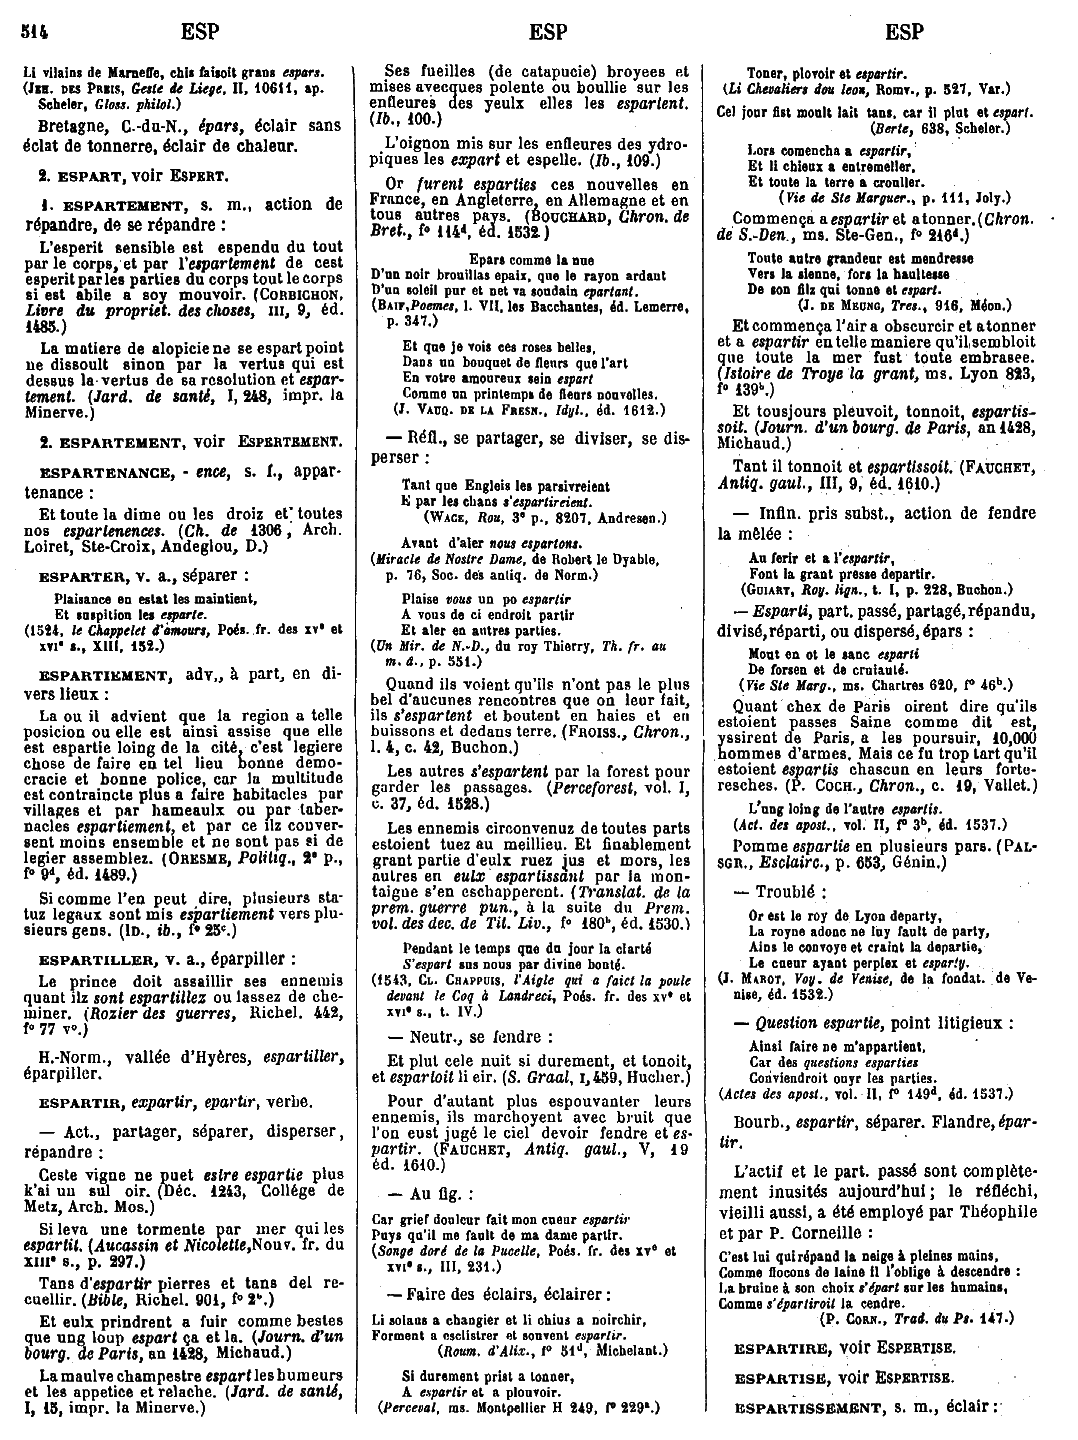 514 ESP ESP ESP
Li vilains de Marneffe, chis faisoit grans espars.
(JEH. DES PREIS, Geste de Liege, II, 10611, ap.
Scheler, Gloss. philol.)
Bretagne, C.-du-N., épars, éclair sans
éclat de tonnerre, éclair de chaleur.
2. ESPART, voir ESPERT.
1. ESPARTEMENT, s. m., action de
répandre, de se répandre :
L'esperit sensible est espendu du tout
par le corps, et par l'espartement de cest
esperit par les parties du corps tout le corps
si est abile a soy mouvoir. (CORBICHON,
Livre du propriet. des choses, III, 9, éd.
1485.)
La matiere de alopiciene se espart point
ne dissoult sinon par la vertus qui est
dessus la vertus de sa resolution et espar-
tement. (Jard. de santé, I, 248, impr. la
Minerve.)
2. ESPARTEMENT, voir ESPERTEMENT.
ESPARTENANCE, - ence, s. f., appar-
tenance :
Et toute la dime ou les droiz et toutes
nos espartenences. (Ch. de 1306, Arch.
Loiret, Ste-Croix, Andeglou, D.)
ESPARTER, v. a., séparer :
Plaisance en estat les maintient,
Et suspition les esparte.
(1524, le Chappelet d'amours, Poés. fr. des XVe et
XVIe s., XIII, 152.)
ESPARTIEMENT, adv., à part, en di-
vers lieux :
La ou il advient que la region a telle
posicion ou elle est ainsi assise que elle
est espartie loing de la cité, c'est legiere
chose de faire en tel lieu bonne demo-
cracie et bonne police, car la multitude
est contraincte plus a faire habitacles par
villages et par hameaulx ou par taber-
nacles espartiement, et par ce ilz conver-
sent moins ensemble et ne sont pas si de
legier assemblez. (ORESME, Politiq., 2e p.,
fo 9d, éd. 1489.)
Si comme l'en peut dire, plusieurs sta-
tuz legaux sont mis espartiement vers plu-
sieurs gens. (ID., ib., fo 25c.)
ESPARTILLER, v. a., éparpiller :
Le prince doit assaillir ses ennemis
quant ilz sont espartillez ou lassez de che-
miner. (Rozier des guerres, Richel. 442,
fo 77 vo.)
H.-Norm., vallée d'Hyères, espartiller,
éparpiller.
ESPARTIR, expartir, epartir, verbe.
— Act., partager, séparer, disperser,
répandre :
Ceste vigne ne puet estre espartie plus
k'ai un sul oir. (Déc. 1243, Collége de
Metz, Arch. Mos.)
Si leva une tormente par mer qui les
espartit. (Aucassin et Nicolette, Nouv. fr. du
XIIIe s., p. 297.)
Tans d'espartir pierres et tans del re-
cuellir. (Bible, Richel. 901, fo 2b.)
Et eulx prindrent a fuir comme bestes
que ung loup espart ça et la. (Journ. d'un
bourg. de Paris, an 1428, Michaud.)
La maulve champestre espart les humeurs
et les appetice et relache. (Jard. de santé,
I, 15, impr. la Minerve.)
Ses fueilles (de catapucie) broyees et
mises avecques polente ou boullie sur les
enfleures des yeulx elles les espartent.
(Ib., 100.)
L'oignon mis sur les enfleures des ydro-
piques les expart et espelle. (Ib., 109.)
Or furent esparties ces nouvelles en
France, en Angleterre, en Allemagne et en
tous autres pays. (BOUCHARD, Chron. de
Bret., fo 114d, éd. 1532.)
Epars comme la nue
D'un noir brouillas epaix, que le rayon ardant
D'un soleil pur et net va soudain epartant.
(BAIF, Poemes, l. VII, les Bacchantes, éd. Lemerre,
p. 347.)
Et que je vois ces roses belles,
Dans un bouquet de fleurs que l'art
En votre amoureux sein espart
Comme un printemps de fleurs nouvelles.
(J. VAUQ. DE LA FRESN., Idyl., éd. 1612.)
— Réfl., se partager, se diviser, se dis-
perser :
Tant que Engleis les parsivreient
E par les chans s'espartireient.
(WACE, Rou, 3e p., 8207, Andresen.)
Avant d'aler nous espartons.
(Miracle de Nostre Dame, de Robert le Dyable,
p. 76, Soc. des antiq. de Norm.)
Plaise vous un po espartir
A vous de ci endroit partir
Et aler en autres parties.
(Un Mir. de N.-D., du roy Thierry, Th. fr. au
m. â., p. 551.)
Quand ils voient qu'ils n'ont pas le plus
bel d'aucunes rencontres que on leur fait,
ils s'espartent et boutent en haies et en
buissons et dedans terre. (FROISS., Chron.,
l. 4, c. 42, Buchon.)
Les autres s'espartent par la forest pour
garder les passages. (Perceforest, vol. I,
c. 37, éd. 1528.)
Les ennemis circonvenuz de toutes parts
estoient tuez au meillieu. Et finablement
grant partie d'eulx ruez jus et mors, les
autres en eulx espartissant par la mon-
taigne s'en eschapperent. (Translat. de la
prem. guerre pun., à la suite du Prem.
vol. des dec. de Tit. Liv., fo 180b, éd. 1530.)
Pendant le temps que du jour la clarté
S'espart sus nous par divine bonté.
(1543, CL. CHAPPUIS, l'Aigle qui a faict la poule
devant le Coq à Landreci, Poés. fr. des XVe et
XVIe s., t. IV.)
— Neutr., se fendre :
Et plut cele nuit si durement, et tonoit,
et espartoit li eir. (S. Graal, I, 459, Hucher.)
Pour d'autant plus espouvanter leurs
ennemis, ils marchoyent avec bruit que
l'on eust jugé le ciel devoir fendre et es-
partir. (FAUCHET, Antiq. gaul., V, 19
éd. 1610.)
— Au fig. :
Car grief douleur fait mon cueur espartir
Puys qu'il me fault de ma dame partir.
(Songe doré de la Pucelle, Poés. fr. des XVe et
XVIe s., III, 231.)
— Faire des éclairs, éclairer :
Li solaus a changier et li chius a noirchir,
Forment a esclistrer et souvent espartir.
(Roum. d'Alix., fo 51d, Michelant.)
Si durement prist a tonner,
A espartir et a plouvoir.
(Perceval, ms. Montpellier H 249, fo 229a.)
Toner, plovoir et espartir.
(Li Chevaliers dou leon, Romv., p. 527, Var.)
Cel jour fist moult lait tans, car il plut et espart.
(Berte, 638, Scheler.)
Lors comencha a espartir,
Et li chieux a entremeller,
Et toute la terre a croller.
(Vie de Ste Marguer., p. 111, Joly.)
Commença a espartir et a tonner. (Chron.
de S.-Den., ms. Ste-Gen., fo 216d.)
Toute autre grandeur est mendresse
Vers la sienne, fors la haultesse
De son filz qui tonne et espart.
(J. DE MEUNG, Tres., 916, Méon.)
Et commença l'air a obscurcir et a tonner
et a espartir en telle maniere qu'il sembloit
que toute la mer fust toute embrasee.
(Istoire de Troye la grant, ms. Lyon 823,
fo 139b.)
Et tousjours pleuvoit, tonnoit, espartis-
soit. (Journ. d'un bourg. de Paris, an 1428,
Michaud.)
Tant il tonnoit et espartissoit. (FAUCHET,
Antiq. gaul., III, 9, éd. 1610.)
— Infin. pris subst., action de fendre
la mêlée :
Au ferir et a l'espartir,
Font la grant presse departir.
(GUIART, Roy. lign., t. I, p. 228, Buchon.)
— Esparti, part. passé, partagé, répandu,
divisé, réparti, ou dispersé, épars :
Mout en ot le sanc esparti
De forsen et de cruiauté.
(Vie Ste Marg., ms. Chartres 620, fo 46b.)
Quant chex de Paris oirent dire qu'ils
estoient passes Saine comme dit est,
yssirent de Paris, a les poursuir, 10,000
hommes d'armes. Mais ce fu trop tart qu'il
estoient espartis chascun en leurs forte-
resches. (P. COCH., Chron., c. 19, Vallet.)
L'ung loing de l'autre espartis.
(Act. des apost., vol. II, fo 3b, éd. 1537.)
Pomme espartie en plusieurs pars. (PAL-
SGR., Esclairc., p. 653, Génin.)
— Troublé :
Or est le roy de Lyon departy,
La royne adonc ne luy fault de party,
Ains le convoye et craint la departie,
Le cueur ayant perplex et esparty.
(J. MAROT, Voy. de Venise, de la fondat. de Ve-
nise, éd. 1532.)
— Question espartie, point litigieux :
Ainsi faire ne m'appartient,
Car des questions esparties
Conviendroit ouyr les parties.
(Actes des apost., vol. II, fo 149d, éd. 1537.)
Bourb., espartir, séparer. Flandre, épar-
tir.
L'actif et le part. passé sont complète-
ment inusités aujourd'hui; le réfléchi,
vieilli aussi, a été employé par Théophile
et par P. Corneille :
C'est lui qui répand la neige à pleines mains,
Comme flocons de laine il l'oblige à descendre :
La bruine à son choix s'épart sur les humains,
Comme s'épartiroit la cendre.
(P. CORN., Trad. du Ps. 147.)
ESPARTIRE, voir ESPERTISE.
ESPARTISE, voir ESPERTISE.
ESPARTISSEMENT, s. m., éclair :